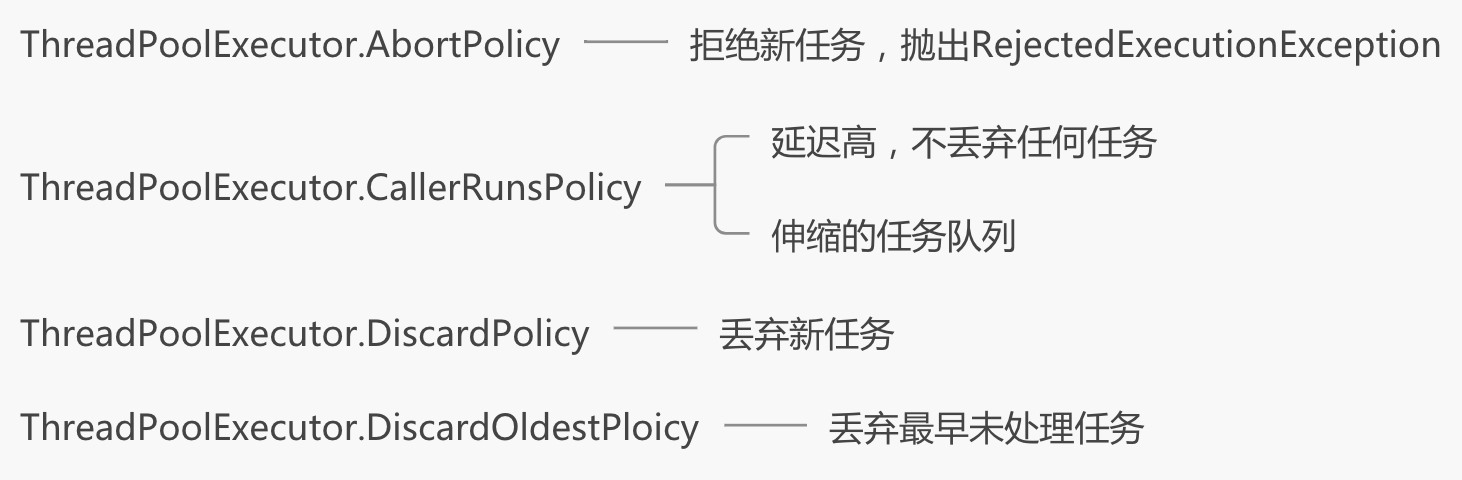 ThreadPoolExecutor.AbortPolicy 拒绝新任务，抛出RejectedExecutionException
ThreadPoolExecutor.CallerRunsPolicy
延迟高，不丢弃任何任务
伸缩的任务队列
ThreadPoolExecutor.DiscardPolicy 丢弃新任务
ThreadPoolExecutor.DiscardOldestPloicy 丢弃最早未处理任务